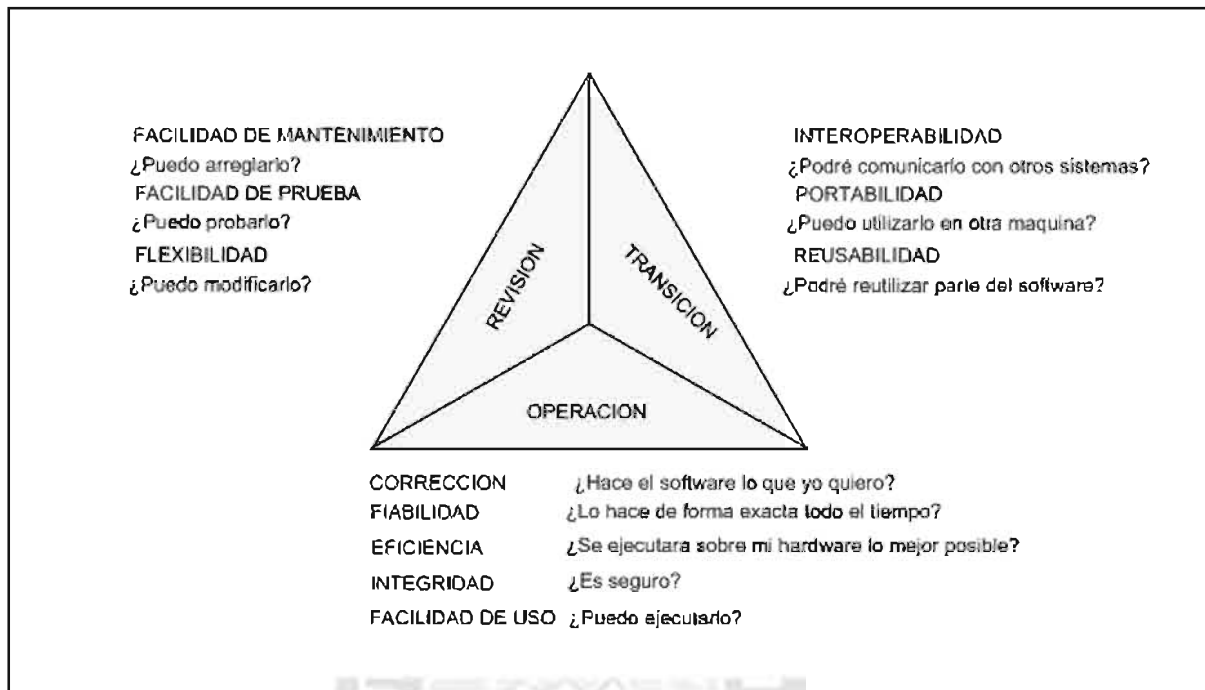 FACILIDAD DE MANTENIMIENTO
¿Puedo arreglarlo?
FACILIDAD DE PRUEBA
¿Puedo probarlo?
FLEXIBILIDAD
¿Puedo modificarlo?
INTEROPERABILIDAD
¿Podré comunicarlo con otros sistemas?
PORTABILIDAD
¿Puedo utilizarlo en otra maquina?
REUSABILIDAD
¿Podré reutilizar parte del software?
REVISION
TRANSICION
OPERACION
CORRECCION ¿Hace el software lo que yo quiero?
FIABILIDAD ¿Lo hace de forma exacta todo el tiempo?
EFICIENCIA ¿Se ejecutara sobre mi hardware lo mejor posible?
INTEGRIDAD ¿Es seguro?
FACILIDAD DE USO ¿Puedo ejecutarlo?